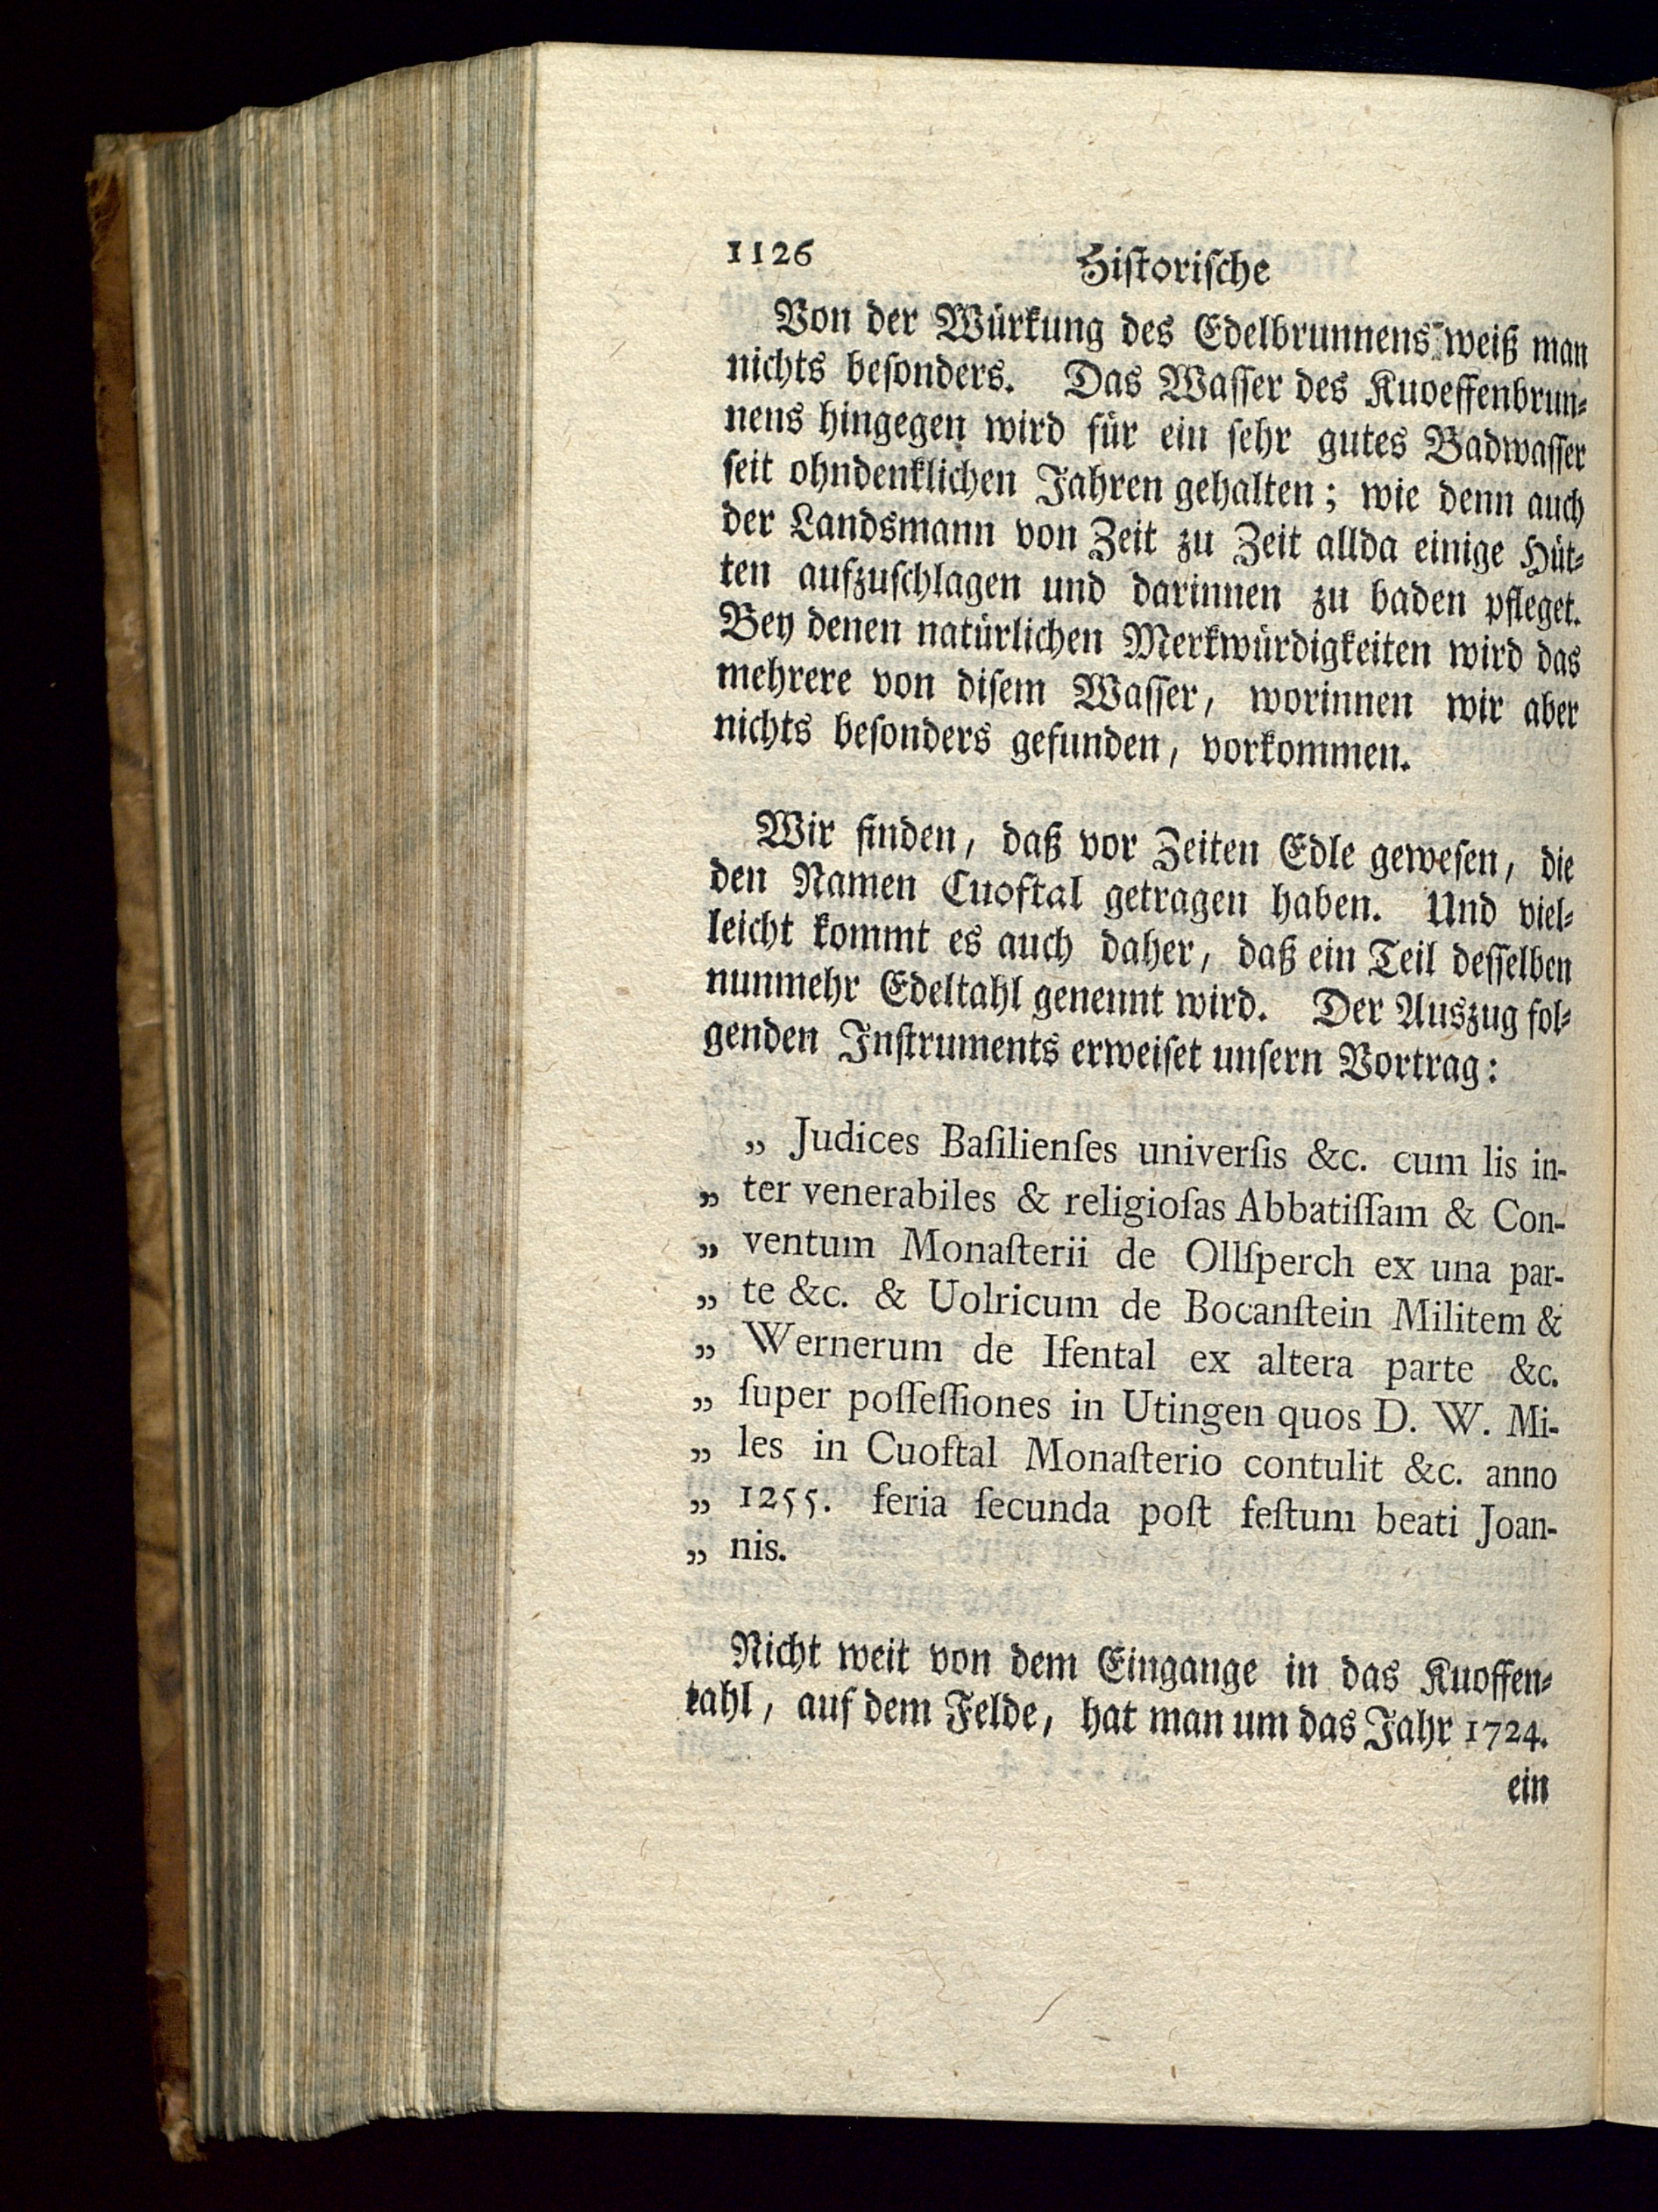 1126 Hiſtoriſche
Von der Würkung des Edelbrunnens weiß man
nichts beſonders. Das Waſſer des Kuoeffenbrun⸗
nens hingegen wird für ein ſehr gutes Badwaſſer
ſeit ohndenklichen Jahren gehalten; wie denn auch
der Landsmann von Zeit zu Zeit allda einige Hüt⸗
ten aufzuſchlagen und darinnen zu baden pfleget.
Bey denen natürlichen Merkwürdigkeiten wird das
mehrere von diſem Waſſer, worinnen wir aber
nichts beſonders gefunden, vorkommen.
Wir finden, daß vor Zeiten Edle geweſen, die
den Namen Cuoftal getragen haben. Und viel⸗
leicht kommt es auch daher, daß ein Teil deſſelben
nunmehr Edeltahl genennt wird. Der Auszug fol⸗
genden Inſtruments erweiſet unſern Vortrag:
„ Judices Baſilienſes univerſis &c. cum lis in-
„ ter venerabiles & religioſas Abbatiſſam & Con-
„ ventum Monaſterii de Ollſperch ex una par-
„ te &c. & Uolricum de Bocanſtein Militem &
„ Wernerum de Ifental ex altera parte &c.
„ ſuper poſſeſſiones in Utingen quos D. W. Mi-
„ les in Cuoftal Monaſterio contulit &c. anno
„ 1255. feria ſecunda poſt feſtum beati Joan-
„ nis.
Nicht weit von dem Eingange in das Kuoffen⸗
tahl, auf dem Felde, hat man um das Jahr 1724.
ein